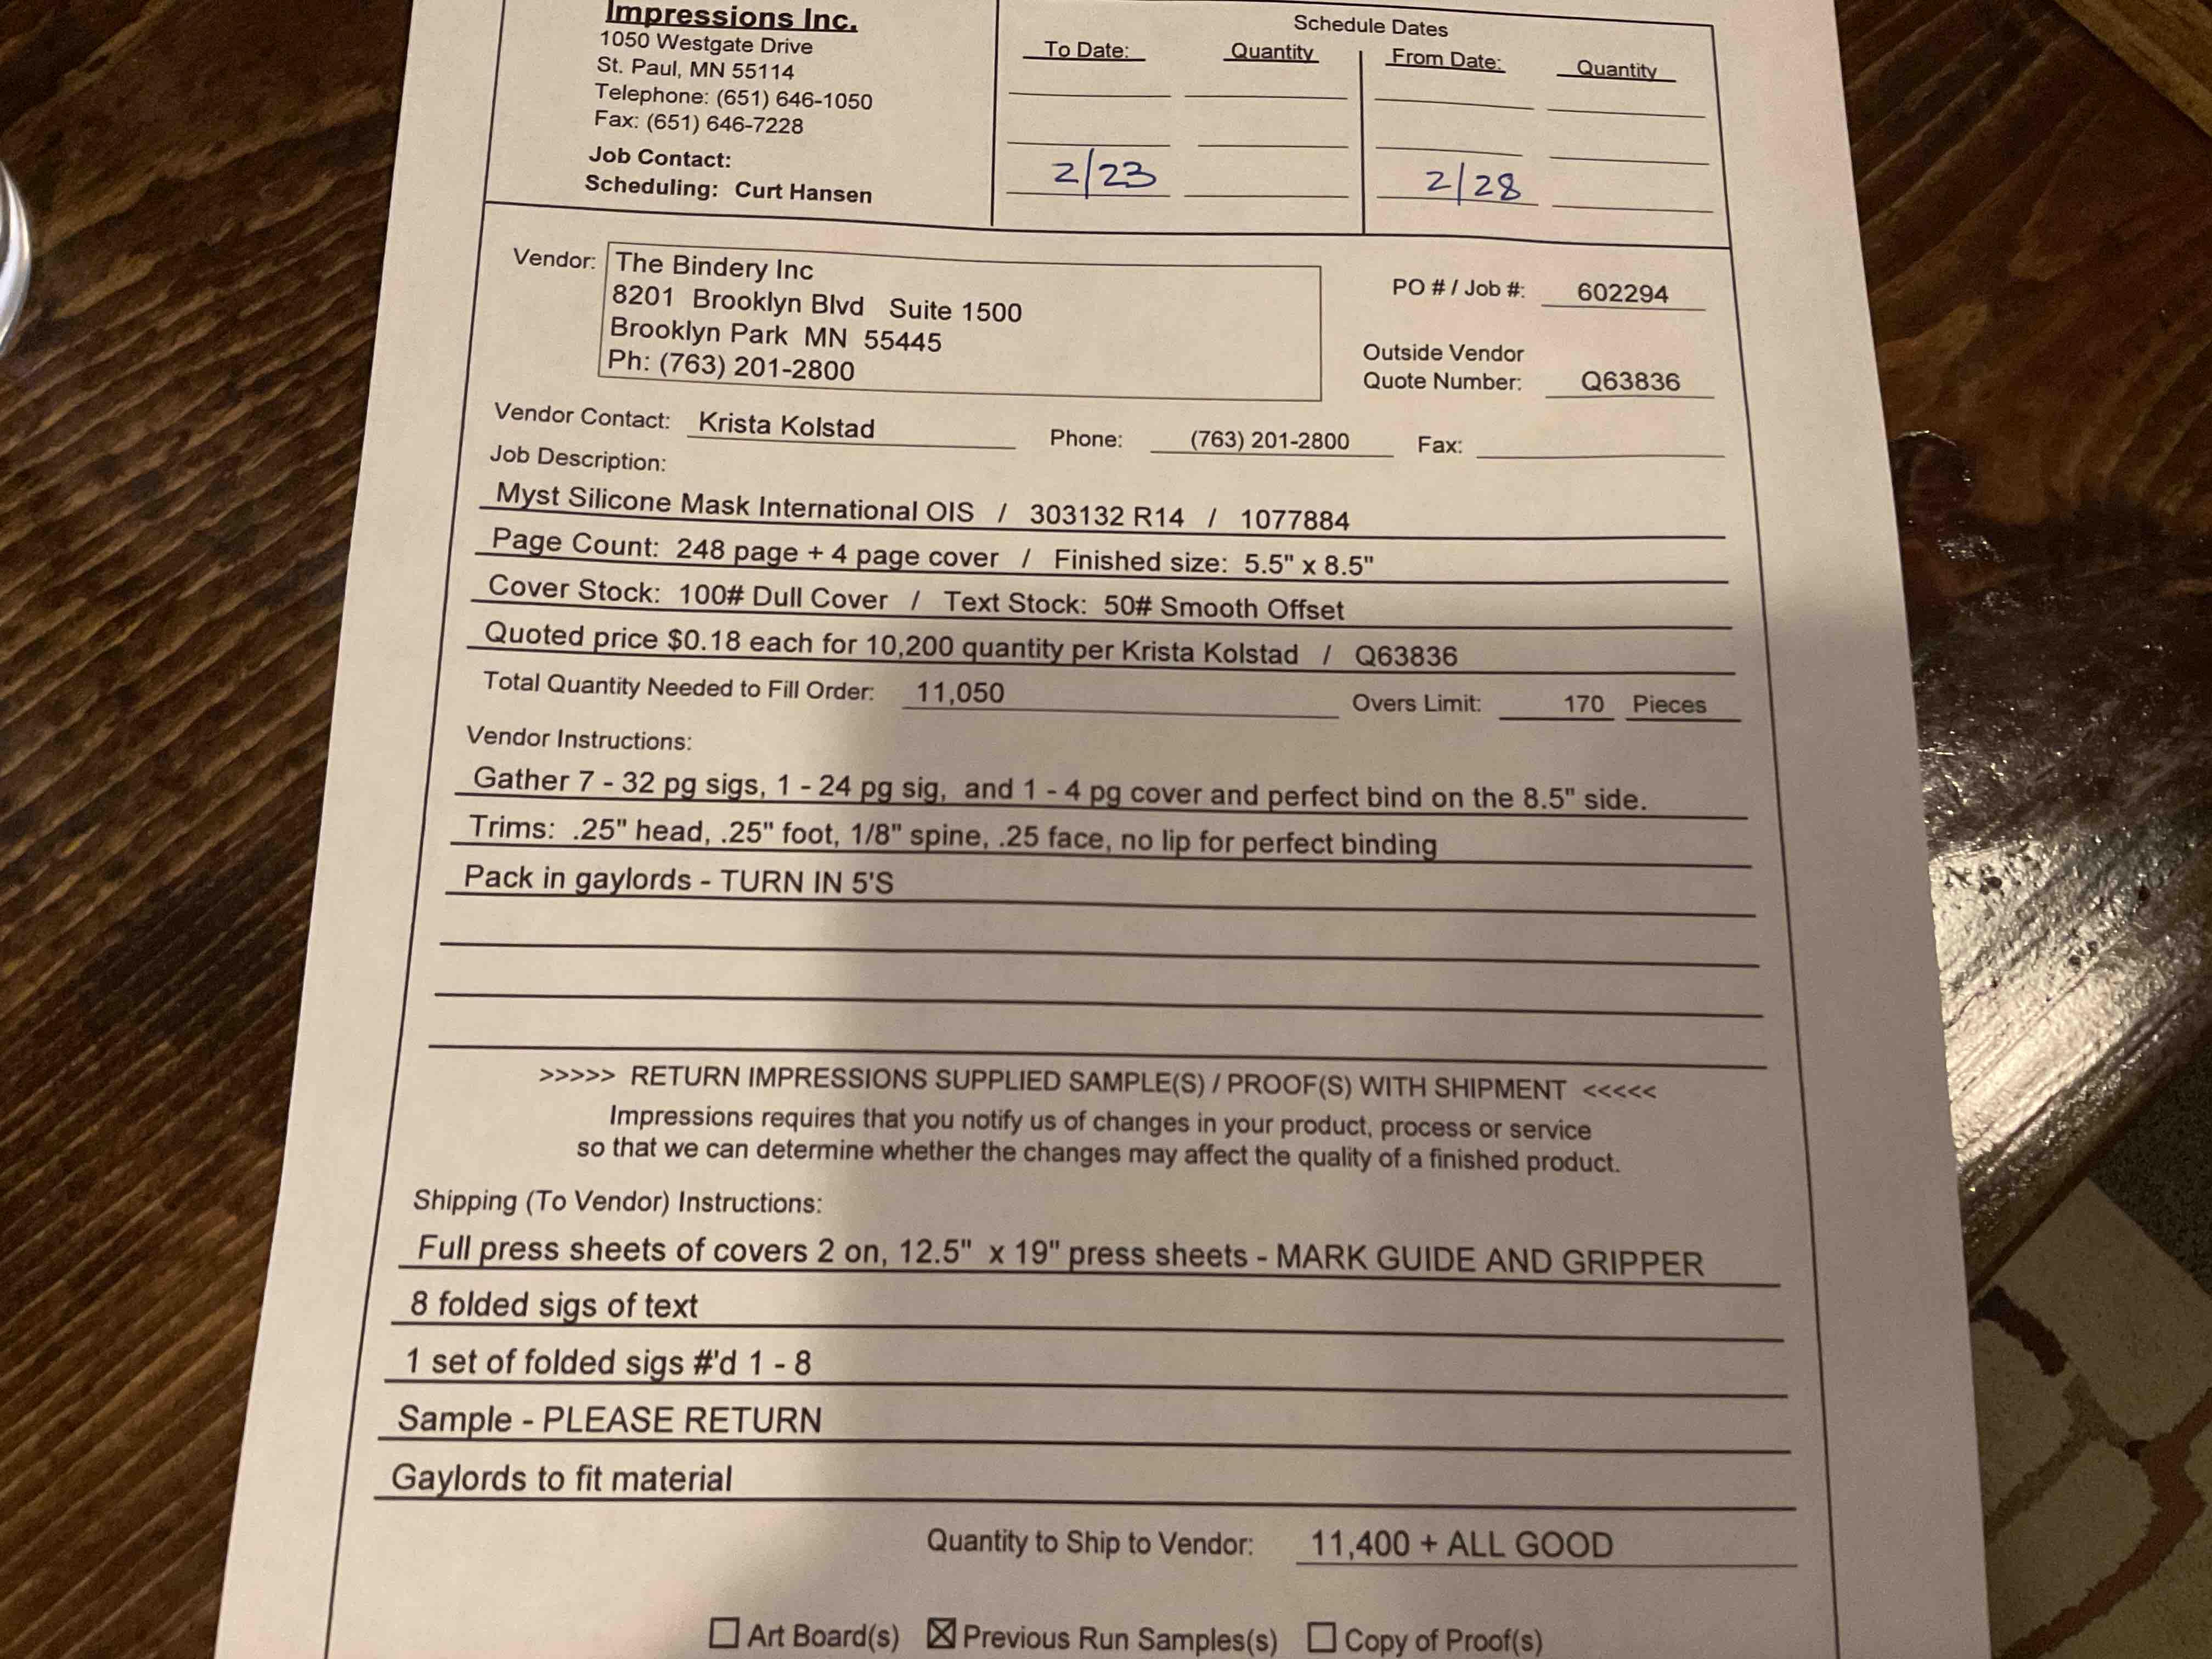 Impressions Inc.
1050 Westgate Drive
St. Paul, MN 55114
Telephone: (651) 646-1050
Fax: (651) 646-7228
Job Contact:
Scheduling: Curt Hansen
Schedule Dates
To Date: Quantity From Date: Quantity
2/23 2/28
Vendor: The Bindery Inc
8201 Brooklyn Blvd Suite 1500
Brooklyn Park MN 55445
Ph: (763) 201-2800
PO # / Job #: 602294
Outside Vendor
Quote Number: Q63836
Vendor Contact: Krista Kolstad Phone: (763) 201-2800 Fax:
Job Description:
Myst Silicone Mask International OIS / 303132 R14 / 1077884
Page Count: 248 page + 4 page cover / Finished size: 5.5" x 8.5"
Cover Stock: 100# Dull Cover / Text Stock: 50# Smooth Offset
Quoted price $0.18 each for 10,200 quantity per Krista Kolstad / Q63836
Total Quantity Needed to Fill Order: 11,050 Overs Limit: 170 Pieces
Vendor Instructions:
Gather 7 - 32 pg sigs, 1 - 24 pg sig, and 1 - 4 pg cover and perfect bind on the 8.5" side.
Trims: .25" head, .25" foot, 1/8" spine, .25 face, no lip for perfect binding
Pack in gaylords - TURN IN 5'S
>>>>> RETURN IMPRESSIONS SUPPLIED SAMPLE(S) / PROOF(S) WITH SHIPMENT <<<<<
Impressions requires that you notify us of changes in your product, process or service
so that we can determine whether the changes may affect the quality of a finished product.
Shipping (To Vendor) Instructions:
Full press sheets of covers 2 on, 12.5" x 19" press sheets - MARK GUIDE AND GRIPPER
8 folded sigs of text
1 set of folded sigs #'d 1 - 8
Sample - PLEASE RETURN
Gaylords to fit material
Quantity to Ship to Vendor: 11,400 + ALL GOOD
☐ Art Board(s) ☒ Previous Run Samples(s) ☐ Copy of Proof(s)